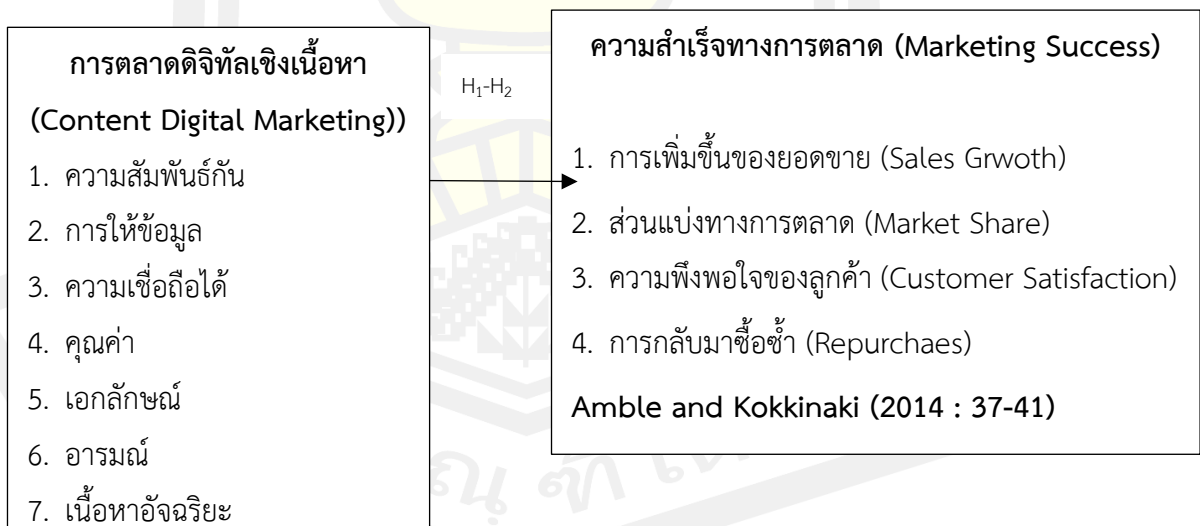 การตลาดดิจิทัลเชิงเนื้อหา
(Content Digital Marketing))
1. ความสัมพันธ์กัน
2. การให้ข้อมูล
3. ความเชื่อถือได้
4. คุณค่า
5. เอกลักษณ์
6. อารมณ์
7. เนื้อหาอัจฉริยะ
H₁-H₂
ความสำเร็จทางการตลาด (Marketing Success)
1. การเพิ่มขึ้นของยอดขาย (Sales Grwoth)
2. ส่วนแบ่งทางการตลาด (Market Share)
3. ความพึงพอใจของลูกค้า (Customer Satisfaction)
4. การกลับมาซื้อซ้ำ (Repurchaes)
Amble and Kokkinaki (2014 : 37-41)